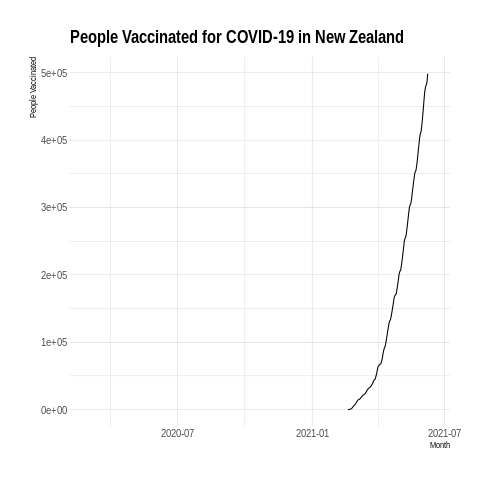 People Vaccinated for COVID-19 in New Zealand
People Vaccinated
5e+05
4e+05
3e+05
2e+05
1e+05
0e+00
2020-07
2021-01
2021-07
Month